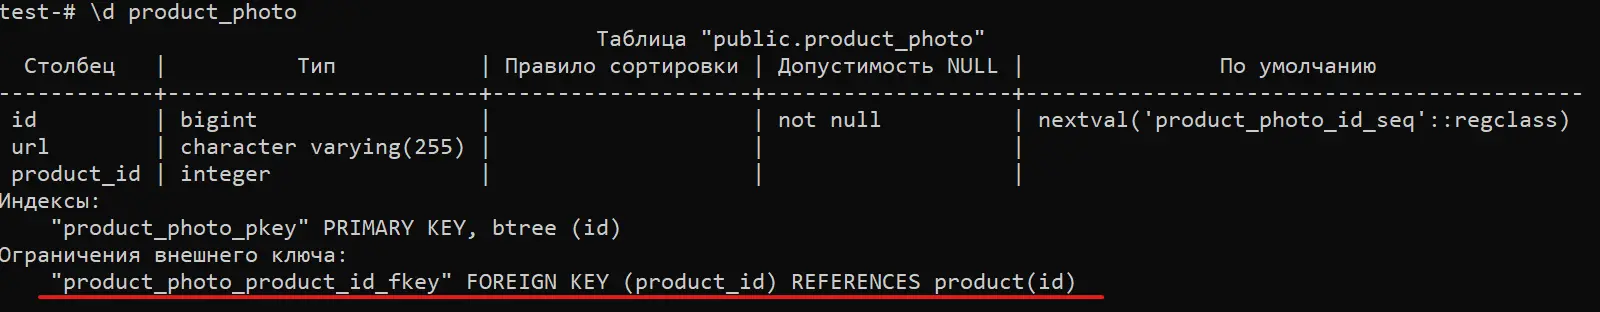 test-# \d product_photo
Таблица "public.product_photo"
Столбец | Тип | Правило сортировки | Допустимость NULL | По умолчанию
------------+------------------------+--------------------+-------------------+------------------------------------------
id | bigint | | not null | nextval('product_photo_id_seq'::regclass)
url | character varying(255) | | |
product_id | integer | | |
Индексы:
"product_photo_pkey" PRIMARY KEY, btree (id)
Ограничения внешнего ключа:
"product_photo_product_id_fkey" FOREIGN KEY (product_id) REFERENCES product(id)